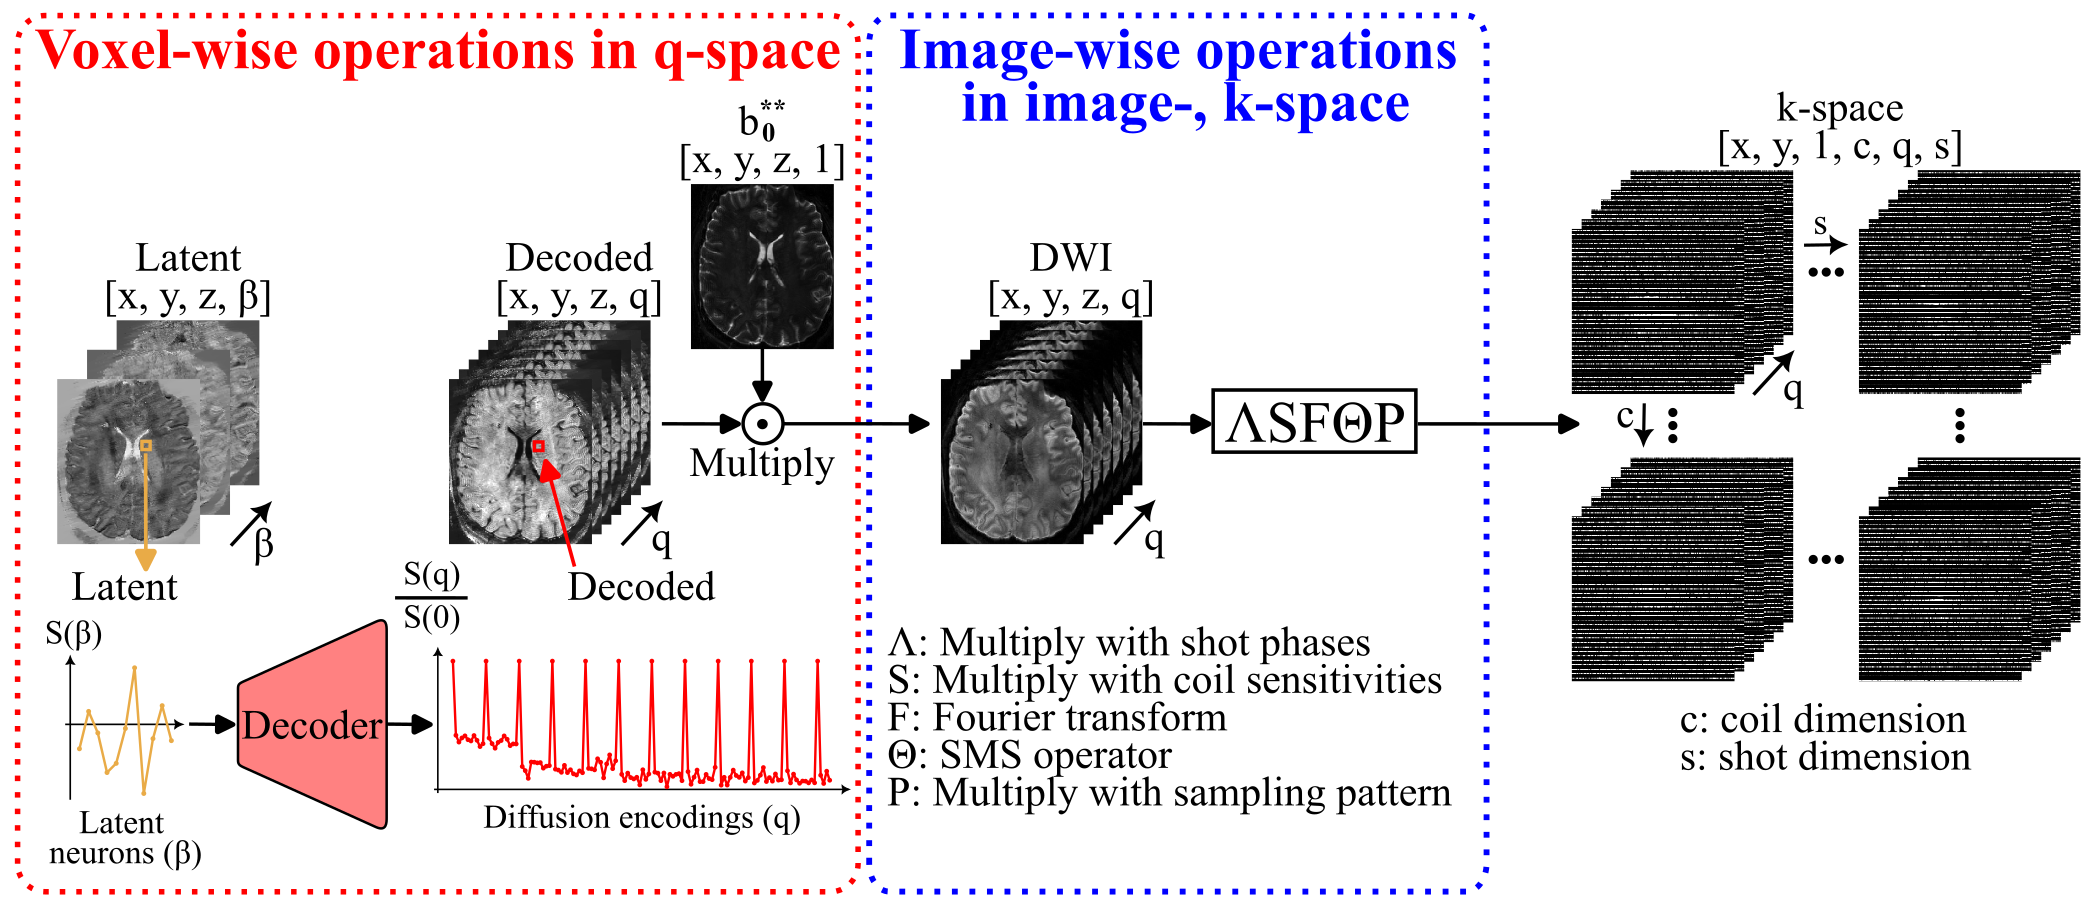 Voxel-wise operations in q-space
b₀**
[x, y, z, 1]
Latent
[x, y, z, β]
β
Latent
Decoded
[x, y, z, q]
q
Decoded
Multiply
S(β)
Latent
neurons (β)
Decoder
S(q)
S(0)
Diffusion encodings (q)
Image-wise operations
in image-, k-space
DWI
[x, y, z, q]
q
ΛSFΘP
Λ: Multiply with shot phases
S: Multiply with coil sensitivities
F: Fourier transform
Θ: SMS operator
P: Multiply with sampling pattern
k-space
[x, y, 1, c, q, s]
s
...
q
c
...
...
...
c: coil dimension
s: shot dimension